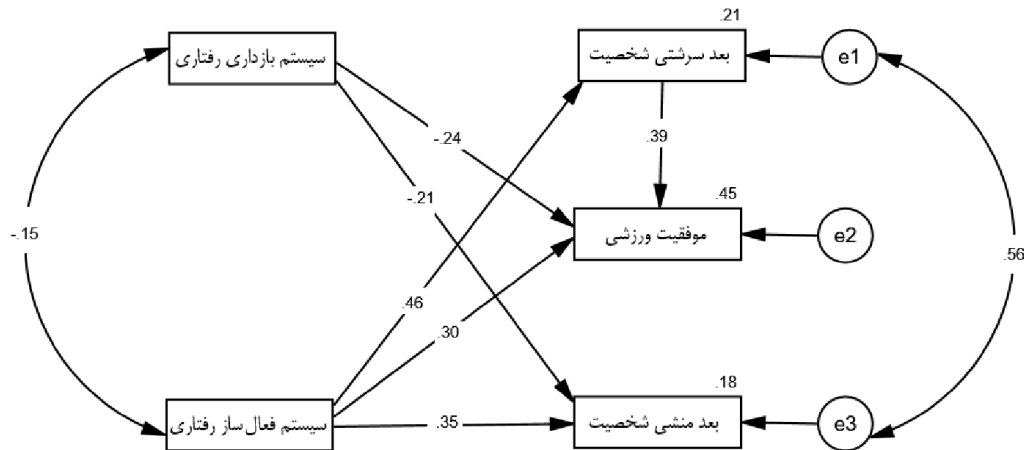 .21
سیستم بازداری رفتاری
بعد سرشتی شخصیت
e1
-.24
.39
-.21
.45
-.15
موفقیت ورزشی
e2
.56
.46
.30
.18
سیستم فعال ساز رفتاری
.35
بعد منشی شخصیت
e3